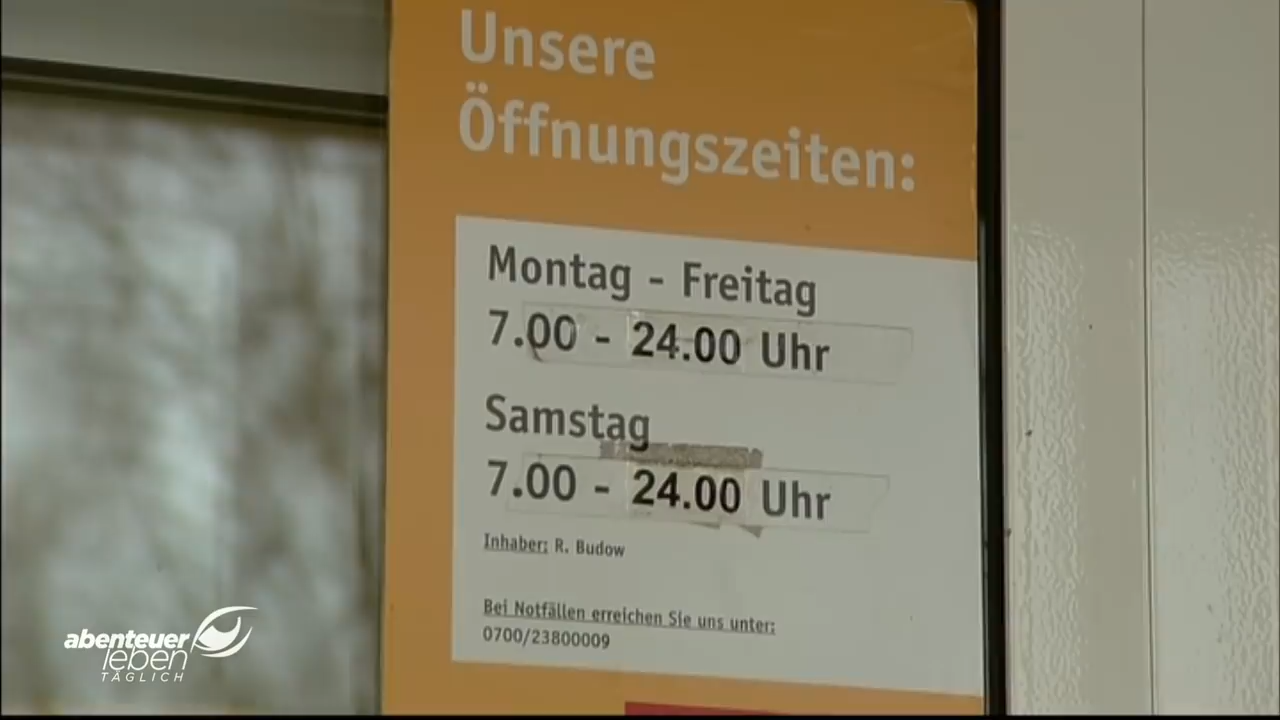 Unsere
Öffnungszeiten:
Montag - Freitag
7.00 - 24.00 Uhr
Samstag
7.00 - 24.00 Uhr
Inhaber: R. Budow
Bei Notfällen erreichen Sie uns unter:
0700/23800009
abenteuer
leben
TÄGLICH